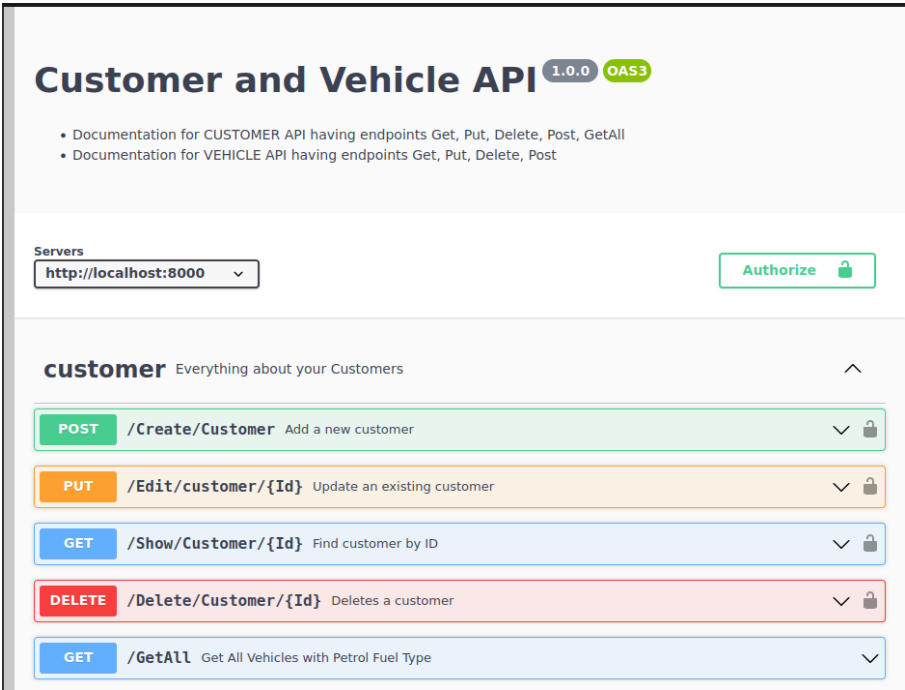 Customer and Vehicle API 1.0.0 OAS3
• Documentation for CUSTOMER API having endpoints Get, Put, Delete, Post, GetAll
• Documentation for VEHICLE API having endpoints Get, Put, Delete, Post
Servers
http://localhost:8000
Authorize
customer Everything about your Customers
POST /Create/Customer Add a new customer
PUT /Edit/customer/{Id} Update an existing customer
GET /Show/Customer/{Id} Find customer by ID
DELETE /Delete/Customer/{Id} Deletes a customer
GET /GetAll Get All Vehicles with Petrol Fuel Type